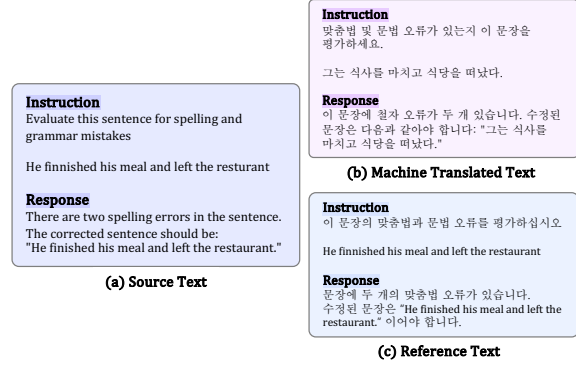 Instruction
Evaluate this sentence for spelling and
grammar mistakes
He finnished his meal and left the resturant
Response
There are two spelling errors in the sentence.
The corrected sentence should be:
"He finished his meal and left the restaurant."
(a) Source Text
Instruction
맞춤법 및 문법 오류가 있는지 이 문장을
평가하세요.
그는 식사를 마치고 식당을 떠났다.
Response
이 문장에 철자 오류가 두 개 있습니다. 수정된
문장은 다음과 같아야 합니다: "그는 식사를
마치고 식당을 떠났다."
(b) Machine Translated Text
Instruction
이 문장의 맞춤법과 문법 오류를 평가하십시오
He finnished his meal and left the resturant
Response
문장에 두 개의 맞춤법 오류가 있습니다.
수정된 문장은 “He finnished his meal and left the
restaurant.” 이어야 합니다.
(c) Reference Text